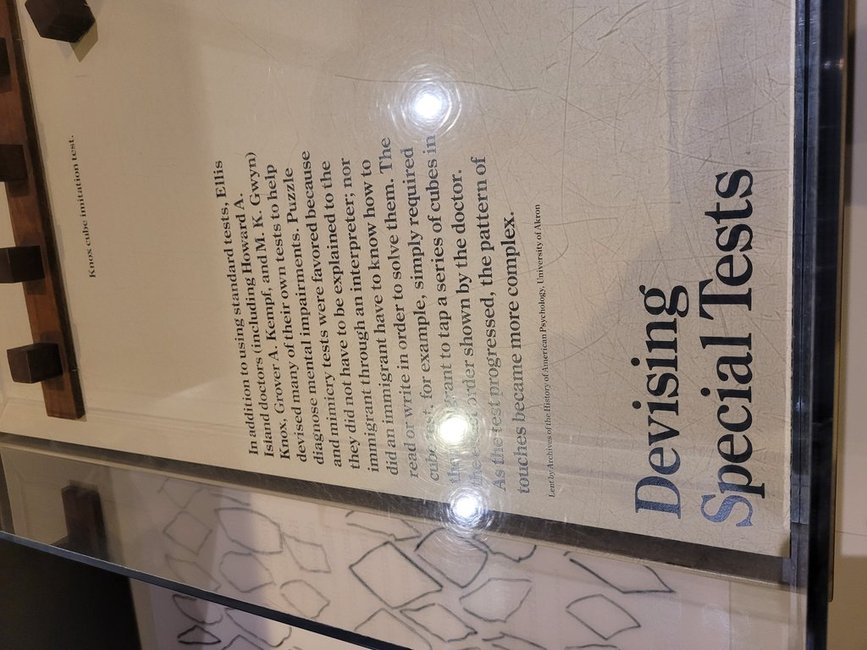 Knox cube imitation test.
In addition to using standard tests, Ellis
Island doctors (including Howard A.
Knox, Grover A. Kempf, and M. K. Gwyn)
devised many of their own tests to help
diagnose mental impairments. Puzzle
and mimicry tests were favored because
they did not have to be explained to the
immigrant through an interpreter; nor
did an immigrant have to know how to
read or write in order to solve them. The
cube test, for example, simply required
the immigrant to tap a series of cubes in
the order shown by the doctor.
As the test progressed, the pattern of
touches became more complex.
Lent by Archives of the History of American Psychology, University of Akron
Devising
Special Tests